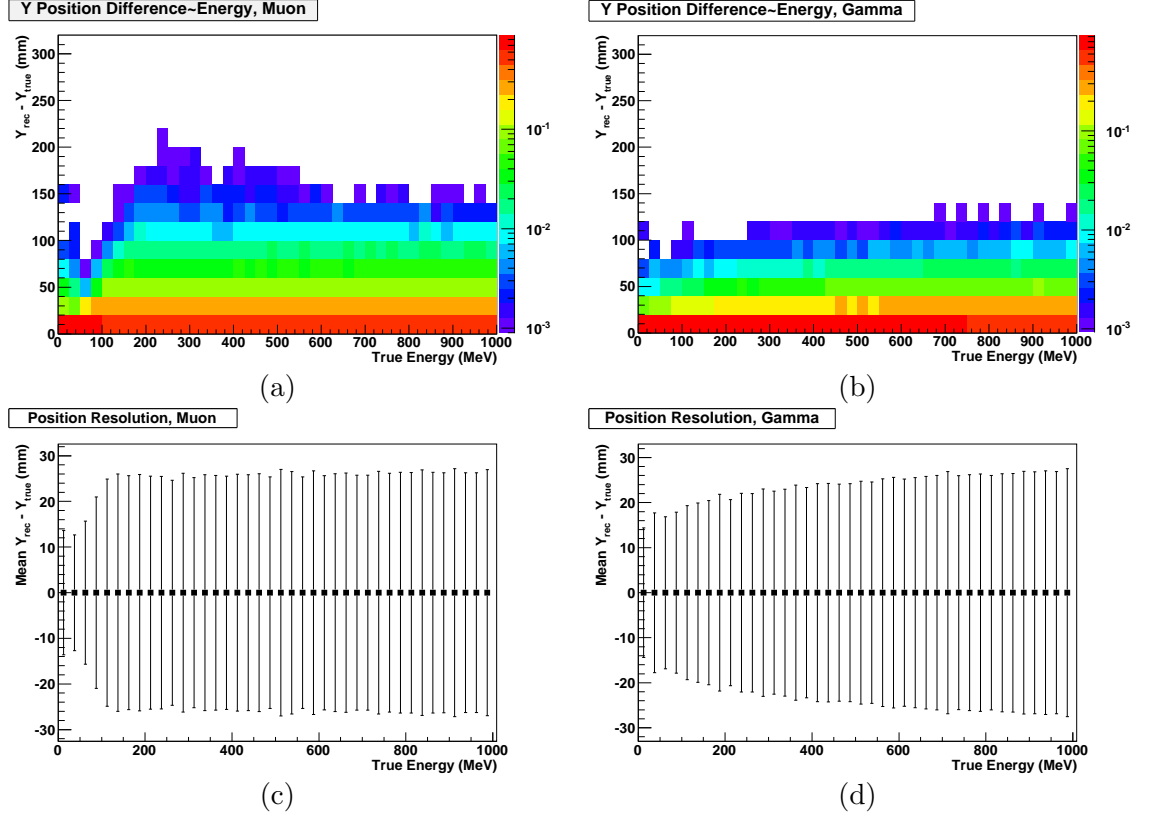 Y Position Difference~Energy, Muon
Y_rec - Y_true (mm)
300
250
200
150
100
50
0
0 100 200 300 400 500 600 700 800 900 1000
True Energy (MeV)
10^-1
10^-2
10^-3
(a)
Y Position Difference~Energy, Gamma
Y_rec - Y_true (mm)
300
250
200
150
100
50
0
0 100 200 300 400 500 600 700 800 900 1000
True Energy (MeV)
10^-1
10^-2
10^-3
(b)
Position Resolution, Muon
Mean Y_rec - Y_true (mm)
30
20
10
0
-10
-20
-30
0 200 400 600 800 1000
True Energy (MeV)
(c)
Position Resolution, Gamma
Mean Y_rec - Y_true (mm)
30
20
10
0
-10
-20
-30
0 200 400 600 800 1000
True Energy (MeV)
(d)